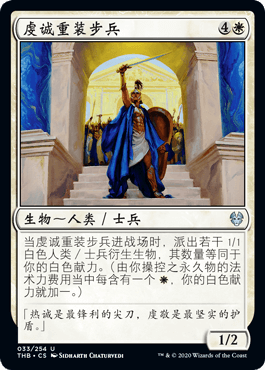 虔诚重装步兵 4
生物～人类／士兵
当虔诚重装步兵进战场时，派出若干 1/1
白色人类／士兵衍生生物，其数量等同于
你的白色献力。（由你操控之永久物的法
术力费用当中每含有一个，你的白色献
力就加一。）
「热诚是最锋利的尖刀，虔敬是最坚实的护
盾。」
1/2
033/254 U
THB • CS SIDHARTH CHATURVEDI
™ & © 2020 Wizards of the Coast